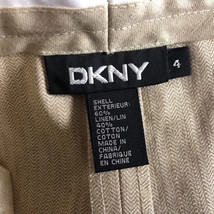 DKNY
4
SHELL
EXTERIEUR:
60%
LINEN/LIN
40%
COTTON/
COTON
MADE IN
CHINA/
FABRIQUE
EN CHINE